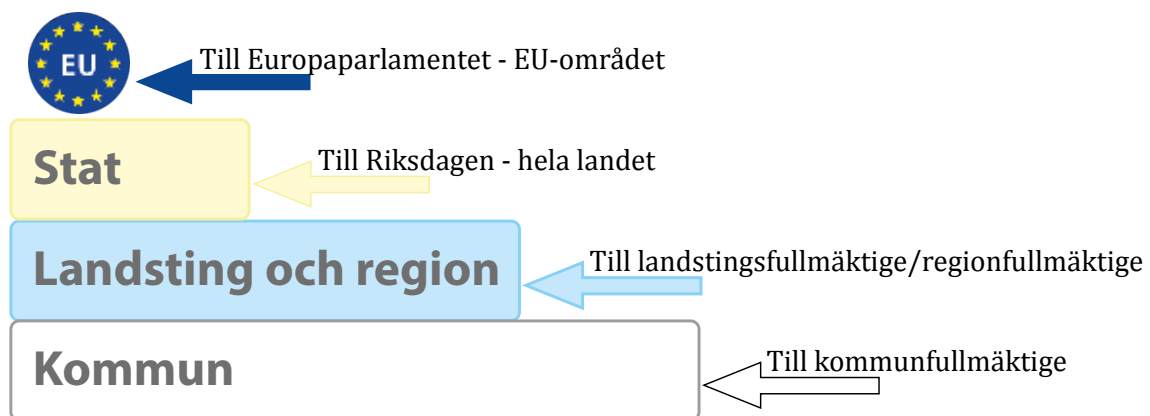 EU
Till Europaparlamentet - EU-området
Stat
Till Riksdagen - hela landet
Landsting och region
Till landstingsfullmäktige/regionfullmäktige
Kommun
Till kommunfullmäktige